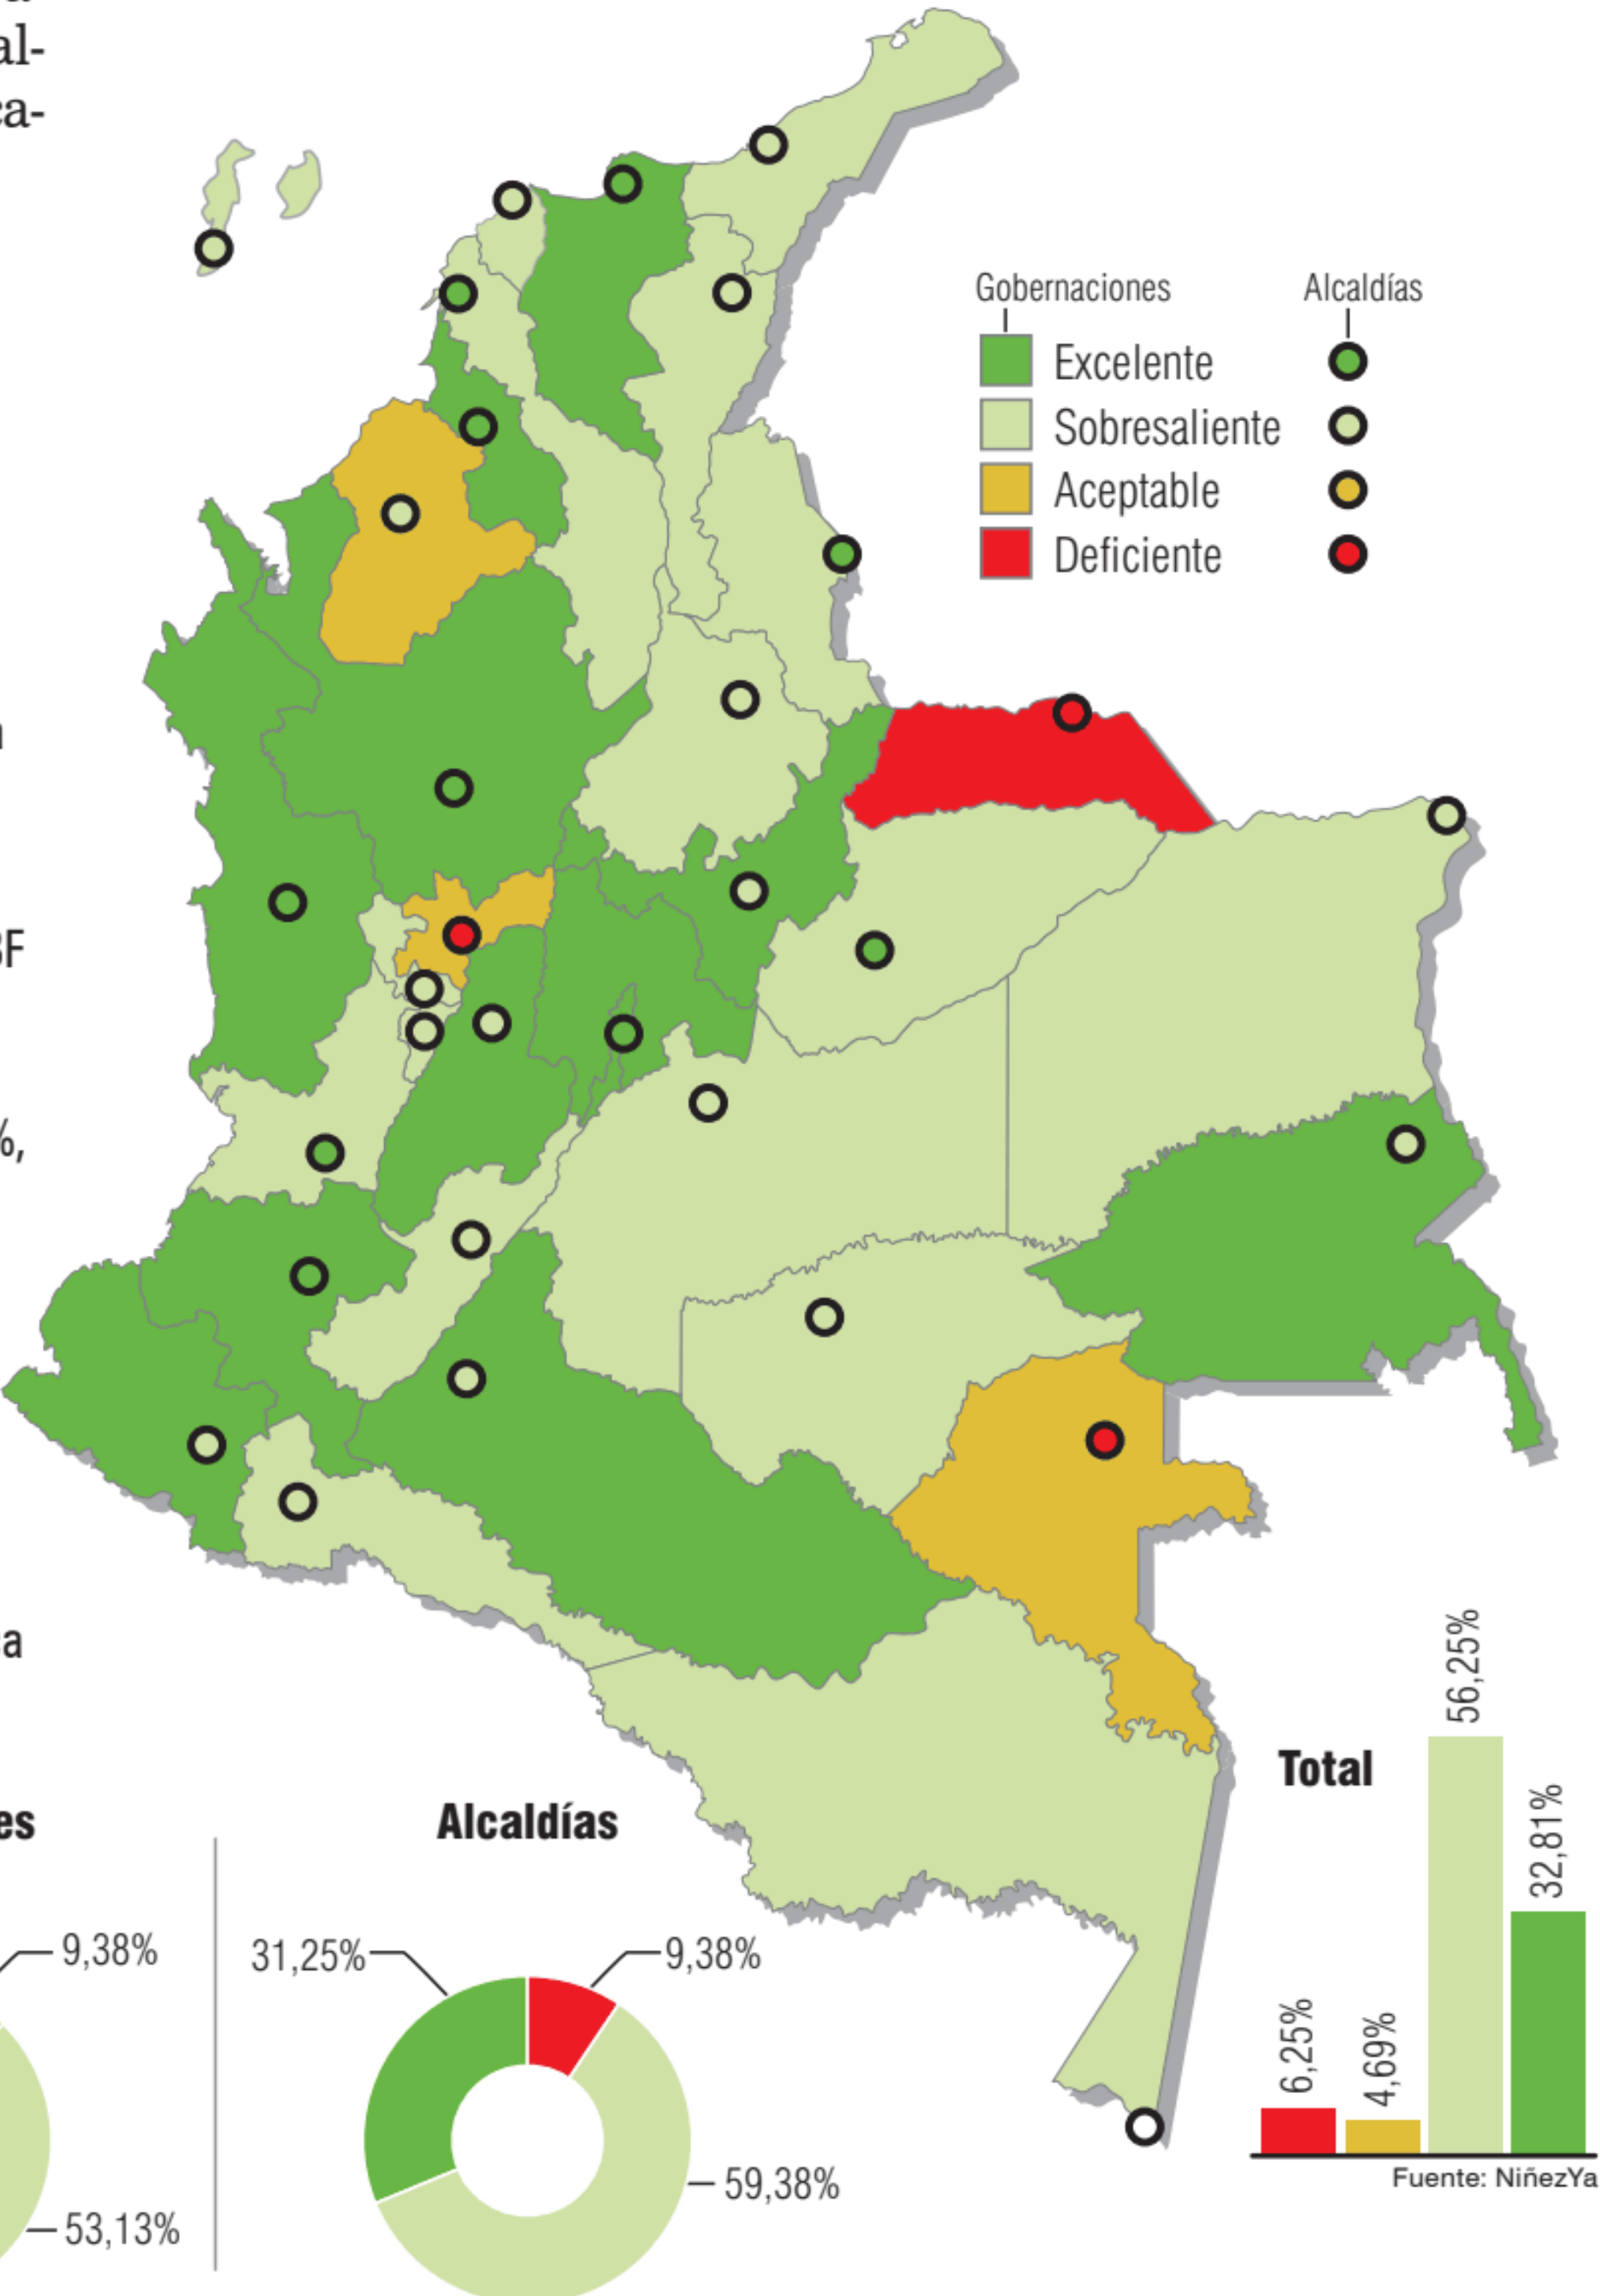 al-
ca-
Gobernaciones
Alcaldías
Excelente
Sobresaliente
Aceptable
Deficiente
%,
es
9,38%
53,13%
Alcaldías
31,25%
9,38%
59,38%
Total
6,25%
4,69%
56,25%
32,81%
Fuente: NiñezYa